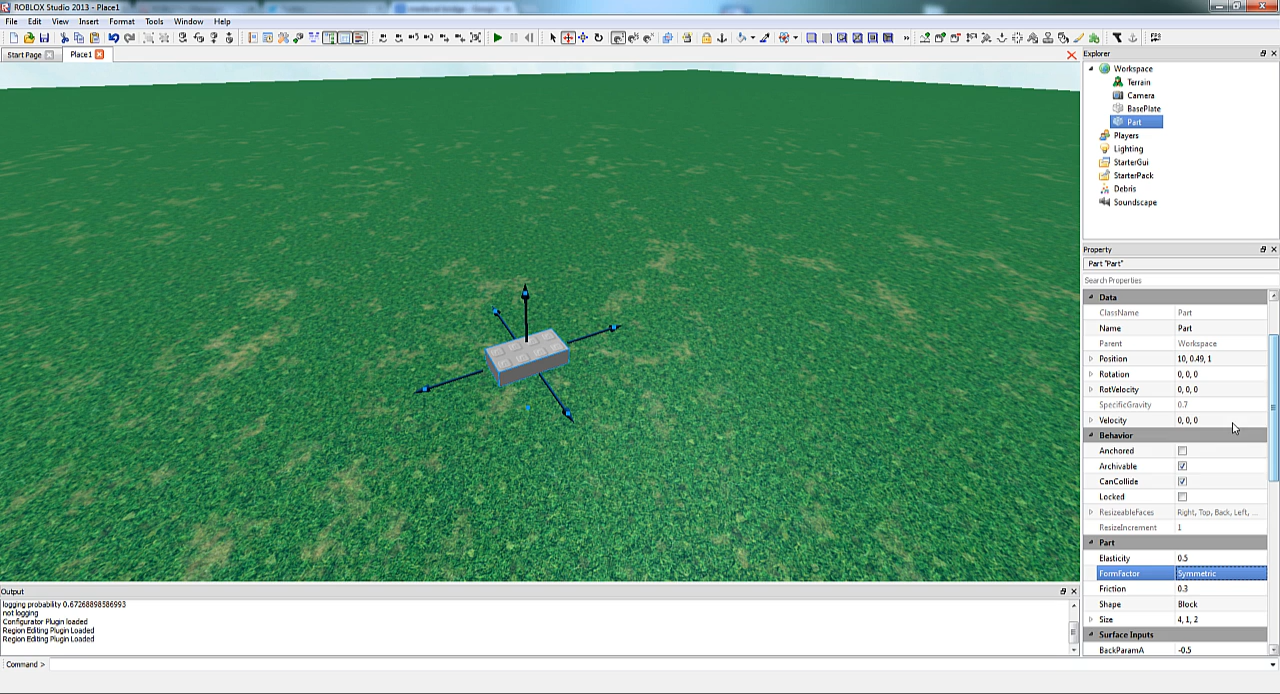 ROBLOX Studio 2013 - Place1
File Edit View Insert Format Tools Window Help
Start Page Place1
Explorer
Workspace
Terrain
Camera
BasePlate
Part
Players
Lighting
StarterGui
StarterPack
Debris
Soundscape
Property
Part "Part"
Search Properties
Data
ClassName Part
Name Part
Parent Workspace
Position 10, 0.49, 1
Rotation 0, 0, 0
RotVelocity 0, 0, 0
SpecificGravity 0.7
Velocity 0, 0, 0
Behavior
Anchored
Archivable
CanCollide
Locked
ResizeableFaces Right, Top, Back, Left, ...
ResizeIncrement 1
Part
Elasticity 0.5
FormFactor Symmetric
Friction 0.3
Shape Block
Size 4, 1, 2
Surface Inputs
BackParamA -0.5
Output
logging probability 0.67268898586993
not logging
Configurator Plugin loaded
Region Editing Plugin Loaded
Region Editing Plugin Loaded
Command >